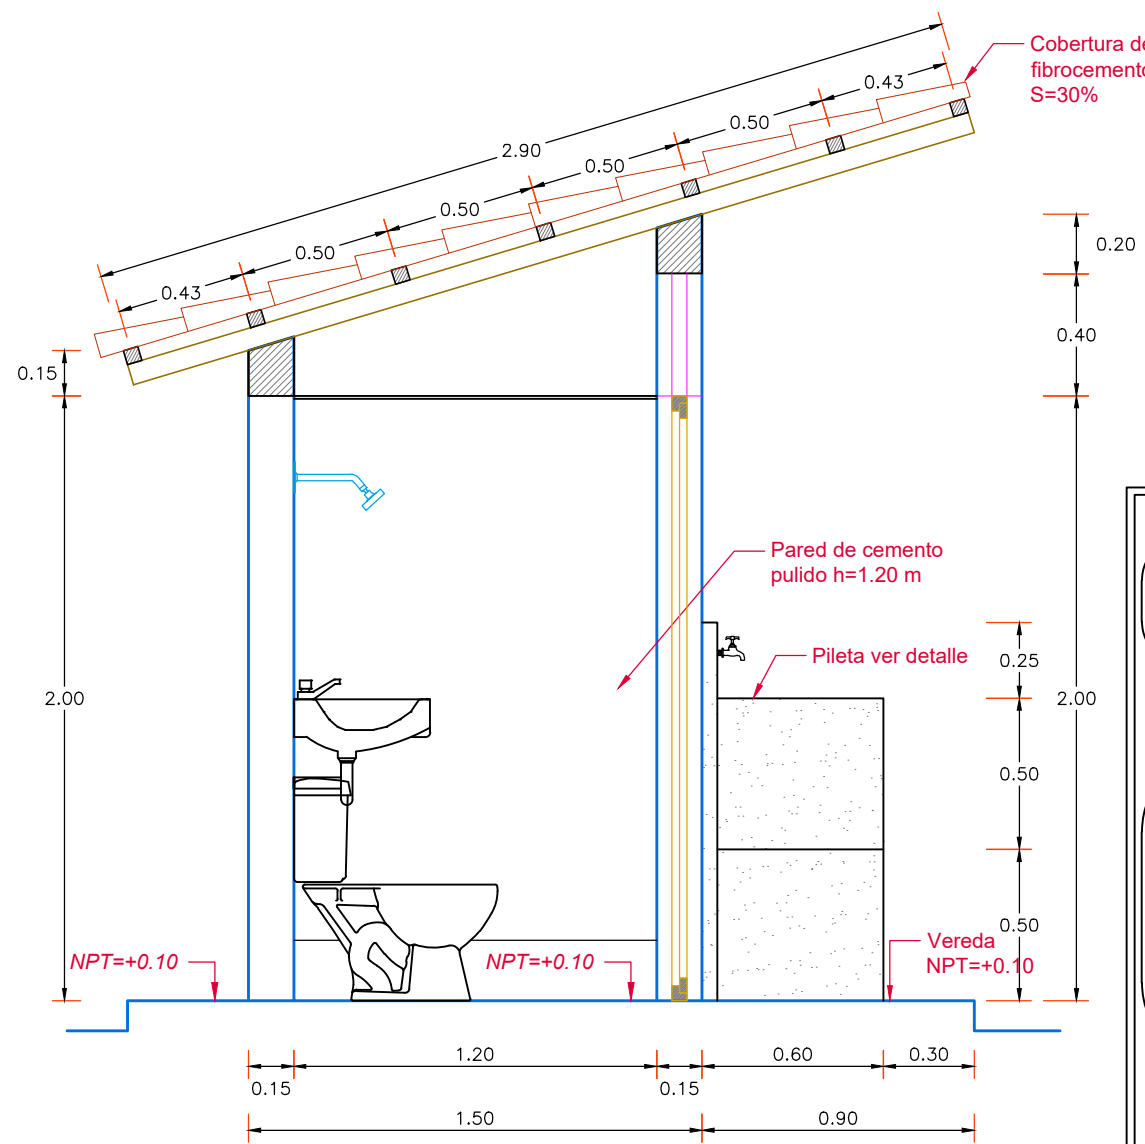 Cobertura de
fibrocemento
S=30%
0.43
0.50
2.90
0.50
0.50
0.50
0.43
0.20
0.40
0.15
Pared de cemento
pulido h=1.20 m
Pileta ver detalle
0.25
2.00
2.00
0.50
0.50
NPT=+0.10
NPT=+0.10
Vereda
NPT=+0.10
1.20
0.60
0.30
0.15
0.15
1.50
0.90